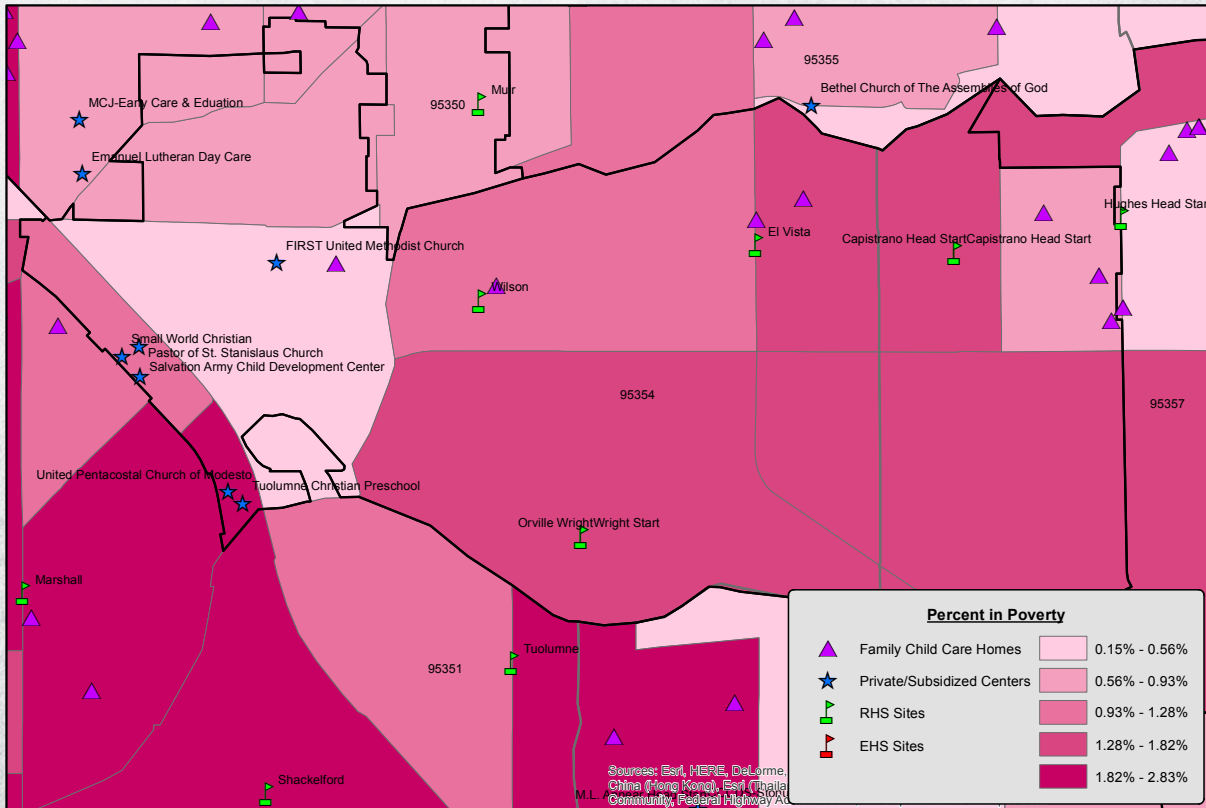 95355
Bethel Church of The Assemblies of God
Muir
95350
MCJ-Early Care & Eduation
Emanuel Lutheran Day Care
Hughes Head Star
El Vista
Capistrano Head StartCapistrano Head Start
FIRST United Methodist Church
Wilson
Small World Christian
Pastor of St. Stanislaus Church
Salvation Army Child Development Center
95354
95357
United Pentacostal Church of Modesto
Tuolumne Christian Preschool
Orville WrightWright Start
Marshall
Tuolumne
95351
Shackelford
Percent in Poverty
Family Child Care Homes
0.15% - 0.56%
Private/Subsidized Centers
0.56% - 0.93%
RHS Sites
0.93% - 1.28%
EHS Sites
1.28% - 1.82%
1.82% - 2.83%
Sources: Esri, HERE, DeLorme,
China (Hong Kong), Esri (Thaila
M.L.
Community, Federal Highway Ad